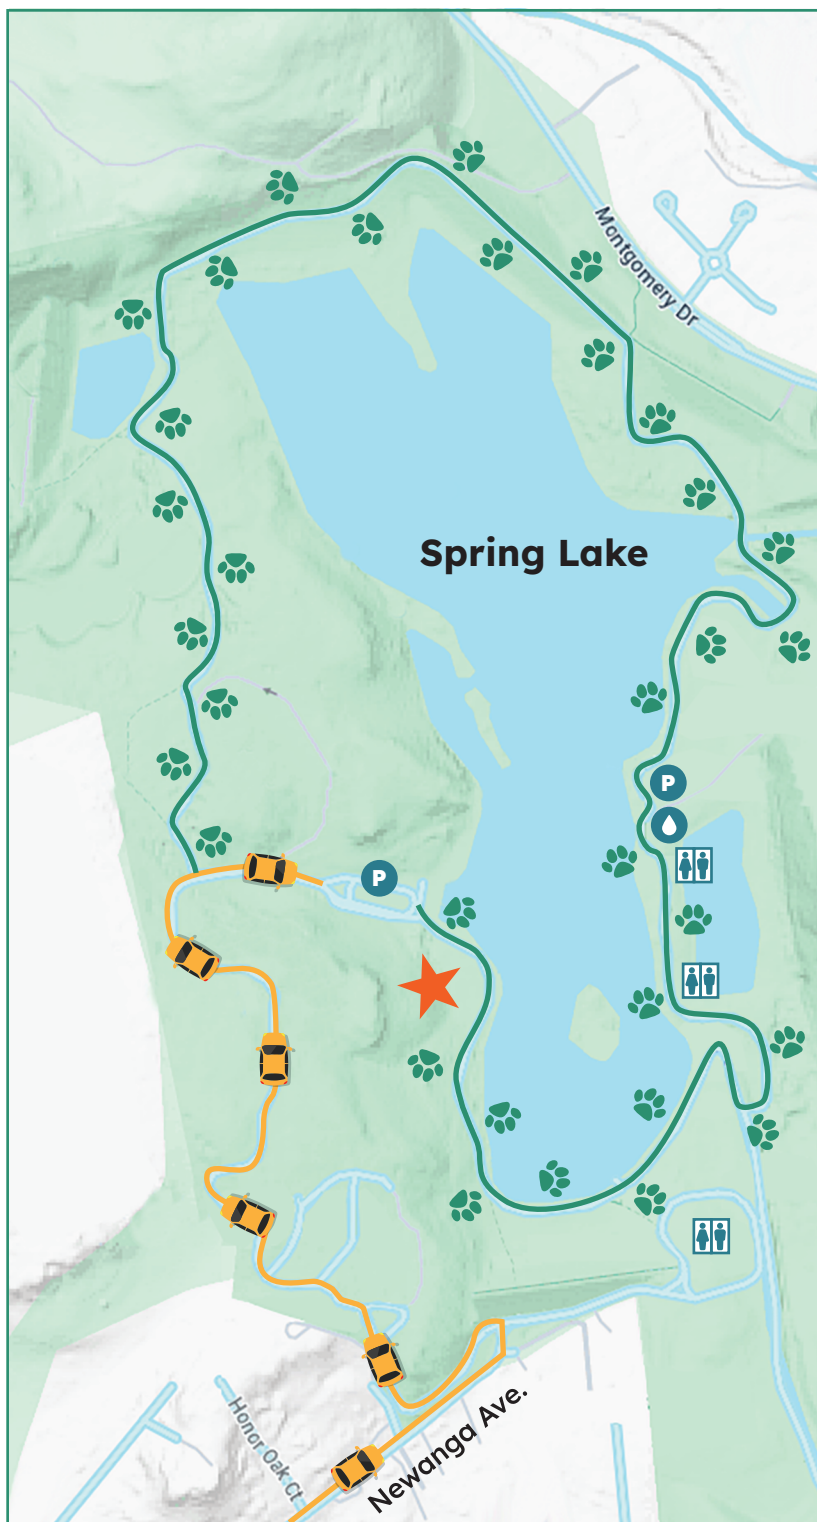 Montgomery Dr
Spring Lake
P
P
Newanga Ave.
Honor Oak Ct